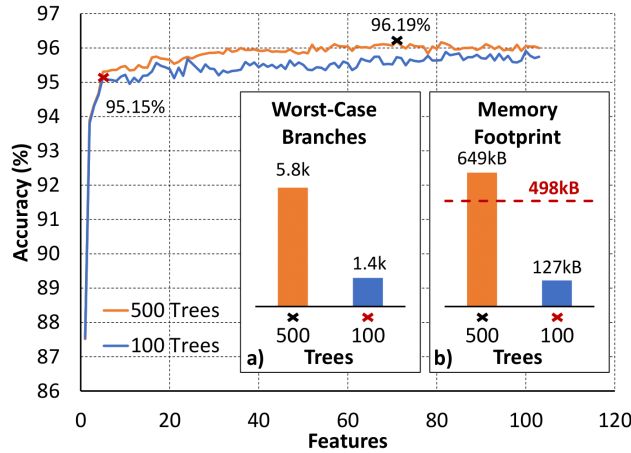 97
96
95
94
93
92
91
90
89
88
87
86
Accuracy (%)
96.19%
95.15%
500 Trees
100 Trees
Worst-Case
Branches
5.8k
1.4k
500
100
a)
Trees
Memory
Footprint
649kB
498kB
127kB
500
100
b)
Trees
0
20
40
60
80
100
120
Features